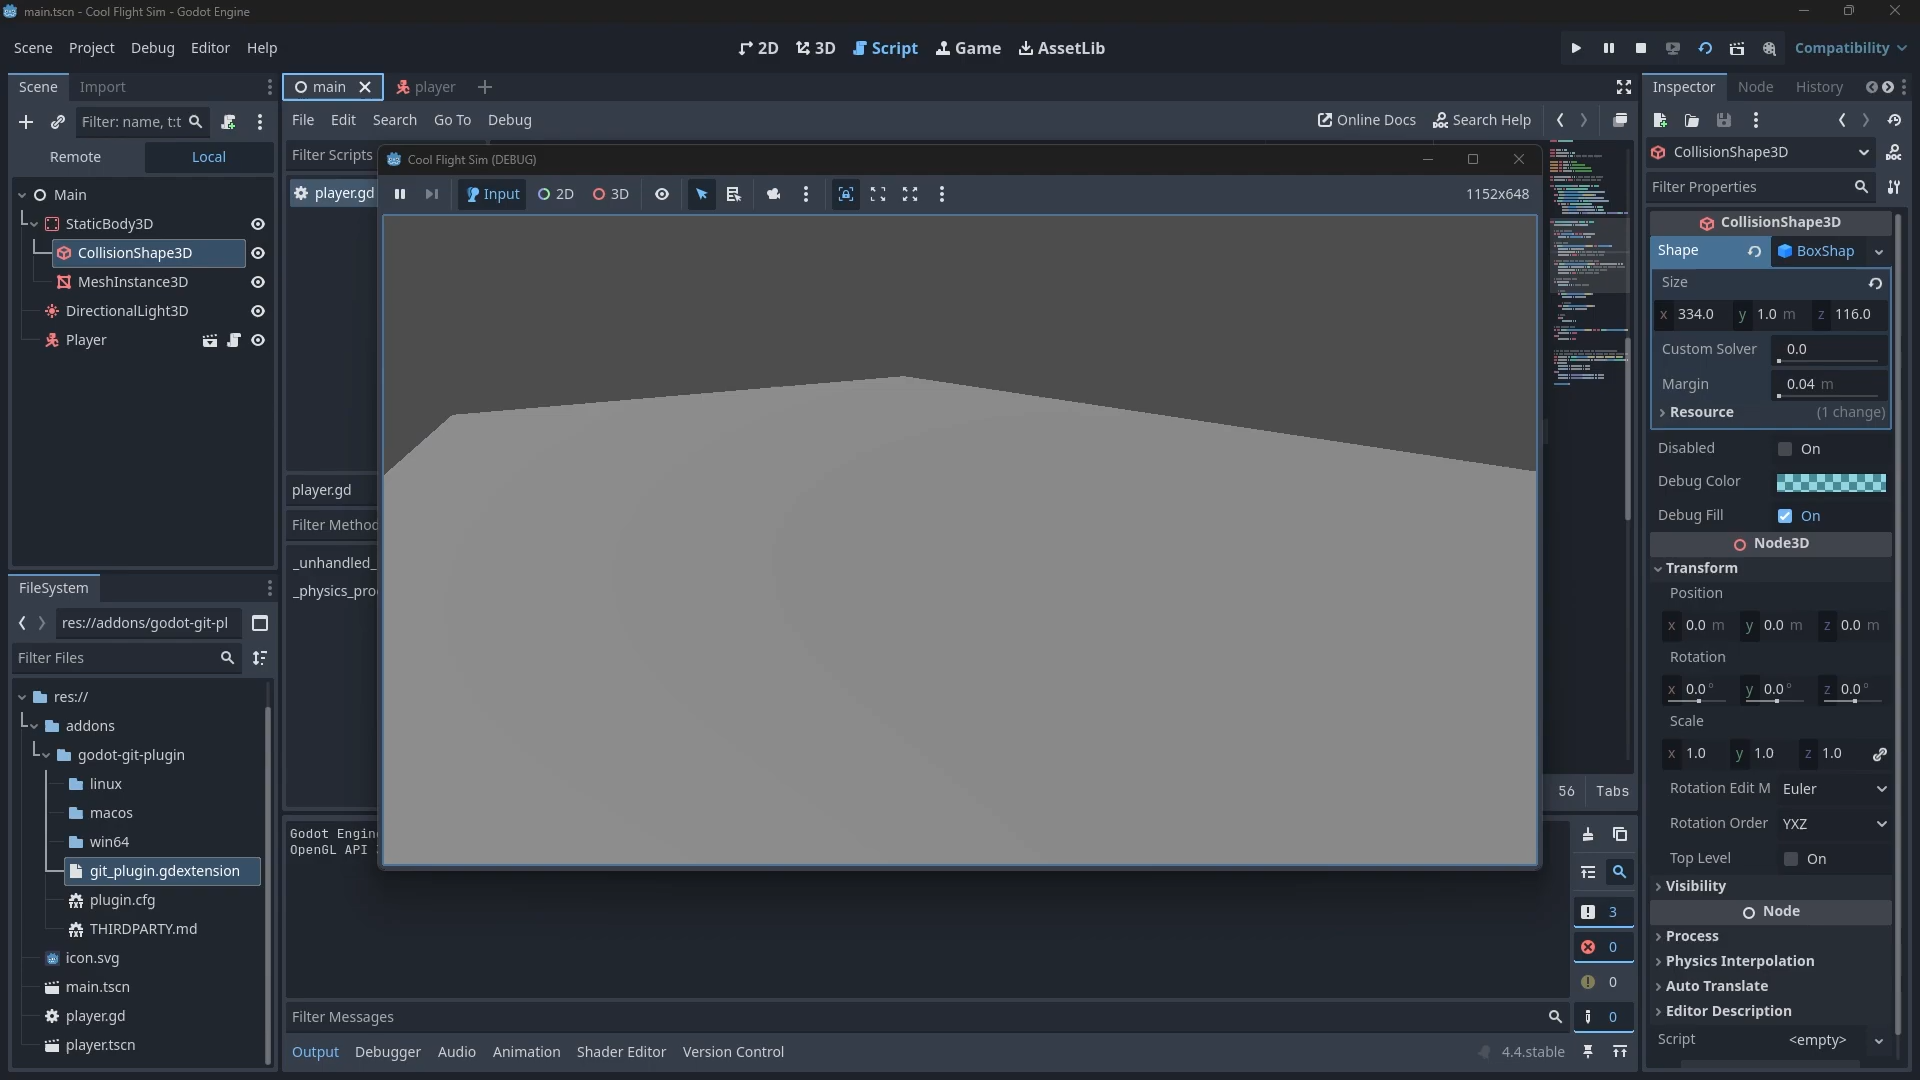 main.tscn - Cool Flight Sim - Godot Engine
Scene Project Debug Editor Help
2D 3D Script Game AssetLib
Compatibility
Scene Import
Filter: name, t:t
Remote Local
Main
StaticBody3D
CollisionShape3D
MeshInstance3D
DirectionalLight3D
Player
FileSystem
res://addons/godot-git-pl
Filter Files
res://
addons
godot-git-plugin
linux
macos
win64
git_plugin.gdextension
plugin.cfg
THIRDPARTY.md
icon.svg
main.tscn
player.gd
player.tscn
main player
File Edit Search Go To Debug
Online Docs Search Help
Filter Scripts
player.gd
player.gd
Filter Method
_unhandled_
_physics_pro
Cool Flight Sim (DEBUG)
Input 2D 3D
1152x648
56 Tabs
Godot Engin
OpenGL API
3
0
0
0
Filter Messages
Output Debugger Audio Animation Shader Editor Version Control
4.4.stable
Inspector Node History
CollisionShape3D
Filter Properties
CollisionShape3D
Shape BoxShap
Size
x 334.0 y 1.0 m z 116.0
Custom Solver 0.0
Margin 0.04 m
Resource (1 change)
Disabled On
Debug Color
Debug Fill On
Node3D
Transform
Position
x 0.0 m y 0.0 m z 0.0 m
Rotation
x 0.0 ° y 0.0 ° z 0.0 °
Scale
x 1.0 y 1.0 z 1.0
Rotation Edit M Euler
Rotation Order YXZ
Top Level On
Visibility
Node
Process
Physics Interpolation
Auto Translate
Editor Description
Script <empty>